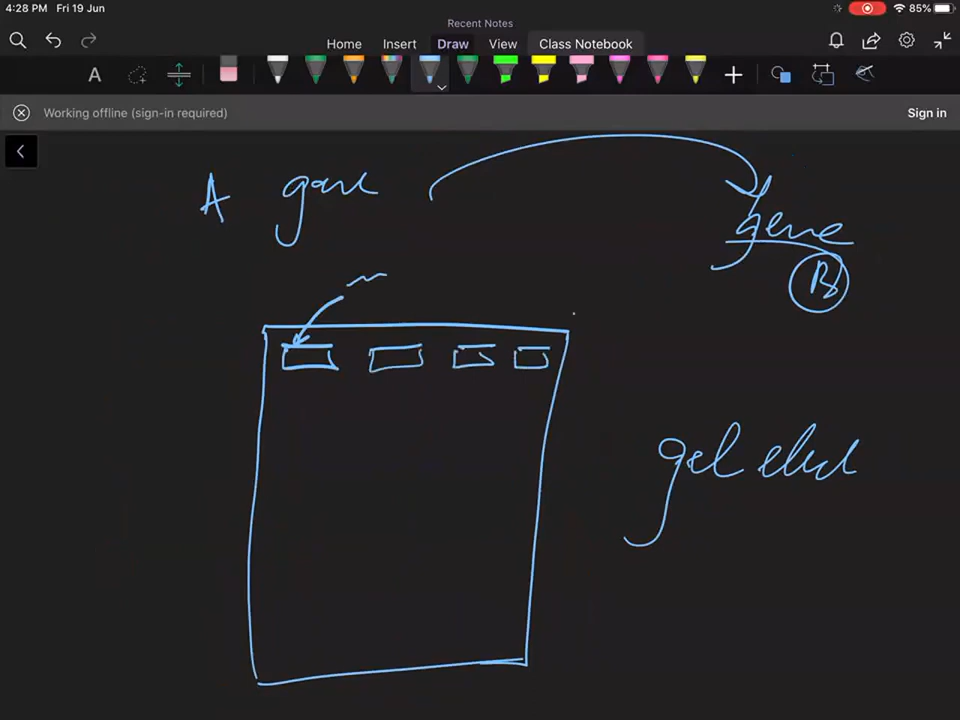 4:28 PM Fri 19 Jun
85%
Recent Notes
Home Insert Draw View Class Notebook
A
Working offline (sign-in required)
Sign in
A
gene
B
gel elect